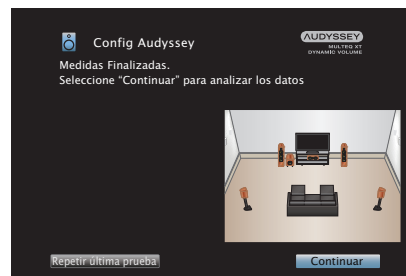 Config Audyssey
AUDYSSEY
MULTEQ XT
DYNAMIC VOLUME
Medidas Finalizadas.
Seleccione “Continuar” para analizar los datos
Repetir última prueba
Continuar